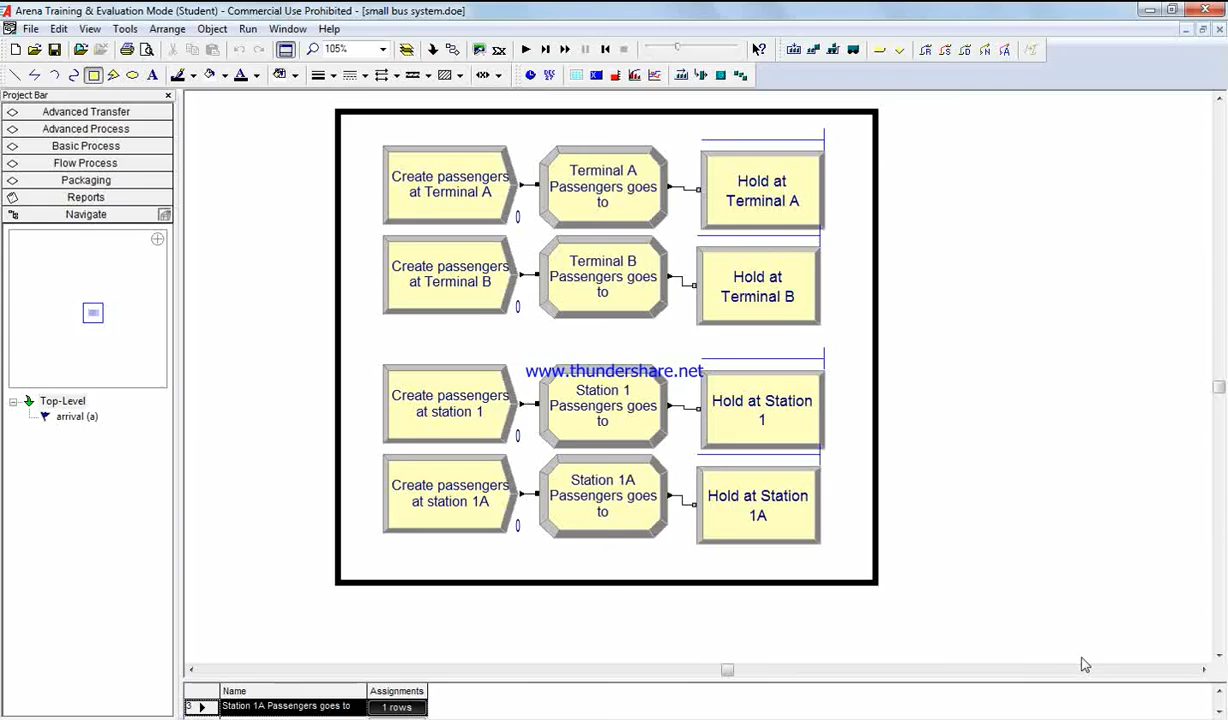 Arena Training & Evaluation Mode (Student) - Commercial Use Prohibited - [small bus system.doe]
File Edit View Tools Arrange Object Run Window Help
105%
Project Bar
Advanced Transfer
Advanced Process
Basic Process
Flow Process
Packaging
Reports
Navigate
Top-Level
arrival (a)
Create passengers
at Terminal A
0
Terminal A
Passengers goes
to
Hold at
Terminal A
Create passengers
at Terminal B
0
Terminal B
Passengers goes
to
Hold at
Terminal B
www.thundershare.net
Create passengers
at station 1
0
Station 1
Passengers goes
to
Hold at Station
1
Create passengers
at station 1A
0
Station 1A
Passengers goes
to
Hold at Station
1A
Name Assignments
3 Station 1A Passengers goes to 1 rows